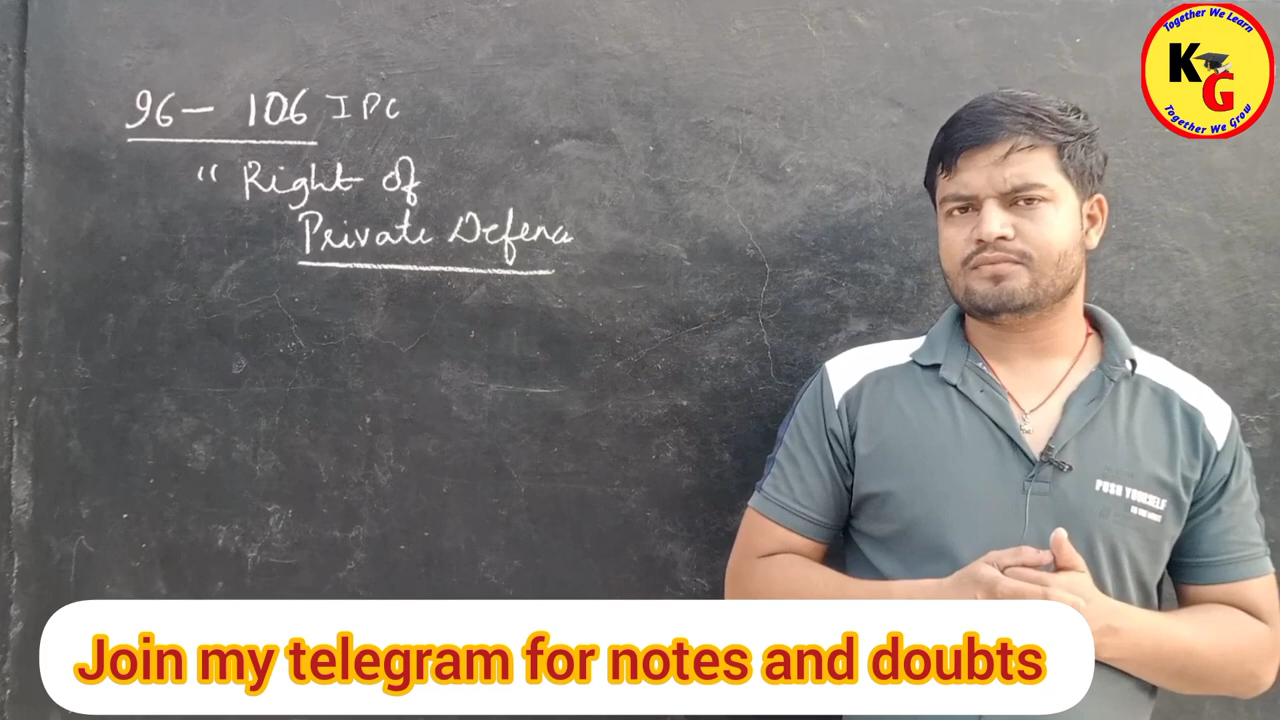 96 - 106 IPC
" Right of
Private Defenc
Together We Learn
KG
Together We Grow
PUSH YOURSELF
Join my telegram for notes and doubts